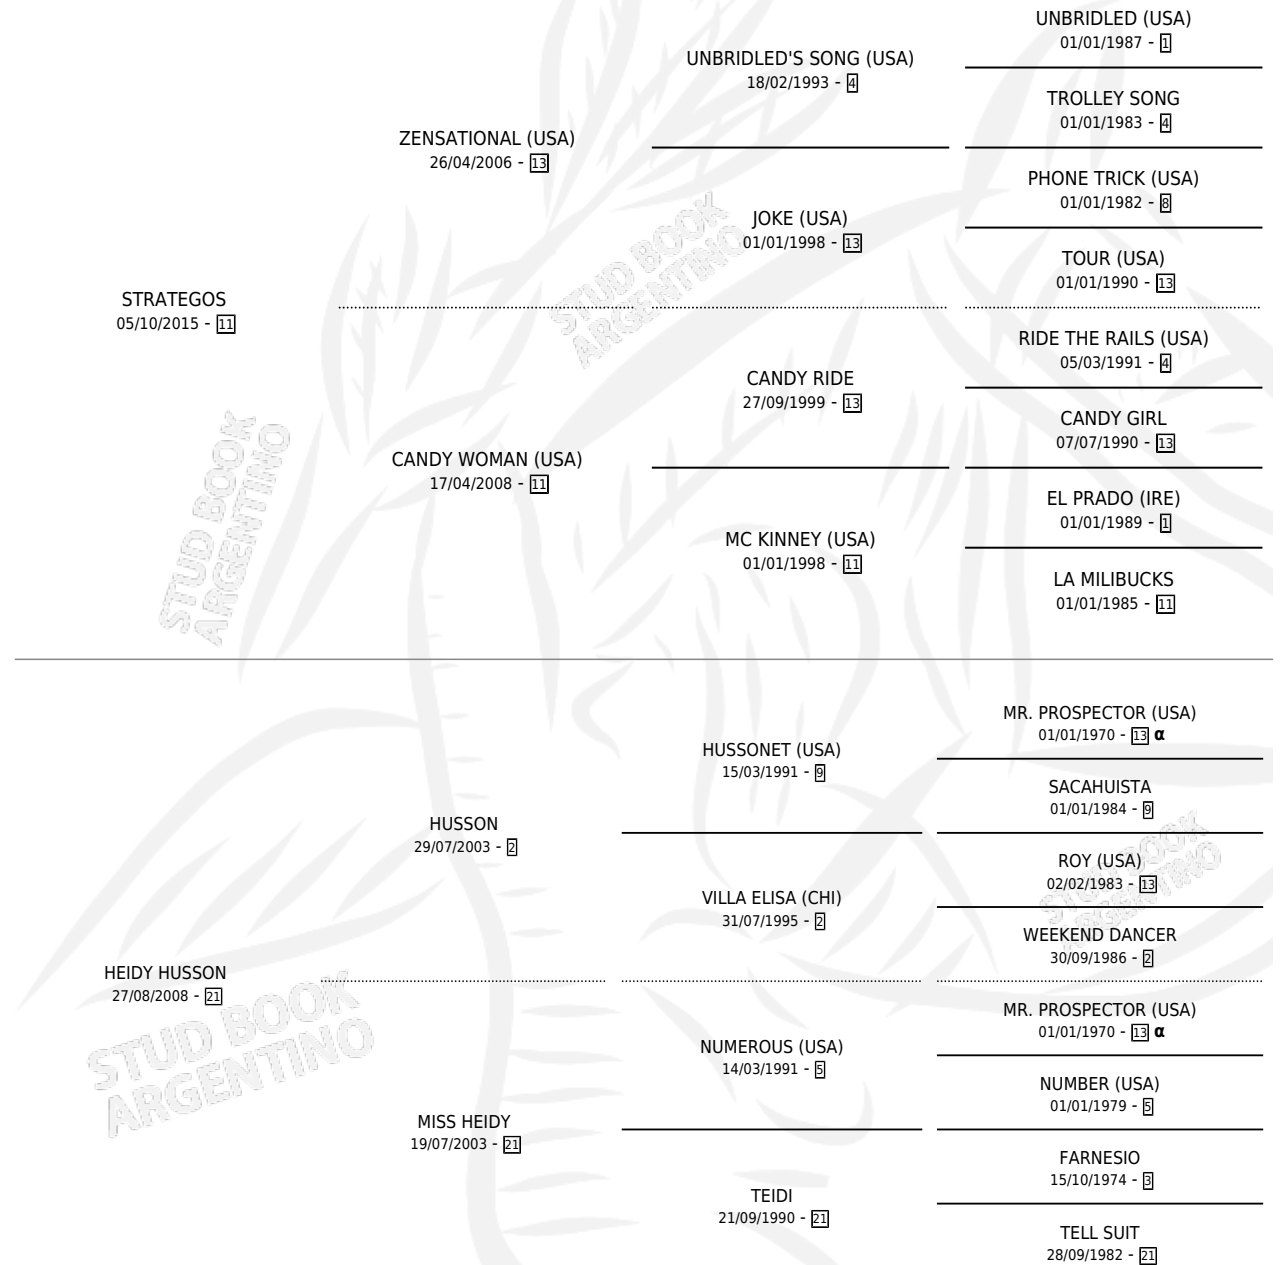 UNBRIDLED (USA)
01/01/1987 - 1
UNBRIDLED'S SONG (USA)
18/02/1993 - 4
TROLLEY SONG
01/01/1983 - 4
ZENSATIONAL (USA)
26/04/2006 - 13
PHONE TRICK (USA)
01/01/1982 - 8
JOKE (USA)
01/01/1998 - 13
TOUR (USA)
01/01/1990 - 13
STRATEGOS
05/10/2015 - 11
RIDE THE RAILS (USA)
05/03/1991 - 4
CANDY RIDE
27/09/1999 - 13
CANDY GIRL
07/07/1990 - 13
CANDY WOMAN (USA)
17/04/2008 - 11
EL PRADO (IRE)
01/01/1989 - 1
MC KINNEY (USA)
01/01/1998 - 11
LA MILIBUCKS
01/01/1985 - 11
MR. PROSPECTOR (USA)
01/01/1970 - 13 α
HUSSONET (USA)
15/03/1991 - 9
SACAHUISTA
01/01/1984 - 9
HUSSON
29/07/2003 - 2
ROY (USA)
02/02/1983 - 13
VILLA ELISA (CHI)
31/07/1995 - 2
WEEKEND DANCER
30/09/1986 - 2
HEIDY HUSSON
27/08/2008 - 21
MR. PROSPECTOR (USA)
01/01/1970 - 13 α
NUMEROUS (USA)
14/03/1991 - 5
NUMBER (USA)
01/01/1979 - 5
MISS HEIDY
19/07/2003 - 21
FARNESIO
15/10/1974 - 3
TEIDI
21/09/1990 - 21
TELL SUIT
28/09/1982 - 21
STUD BOOK
ARGENTINO
STUD BOOK
ARGENTINO
STUD BOOK
ARGENTINO
STUD BOOK
ARGENTINO